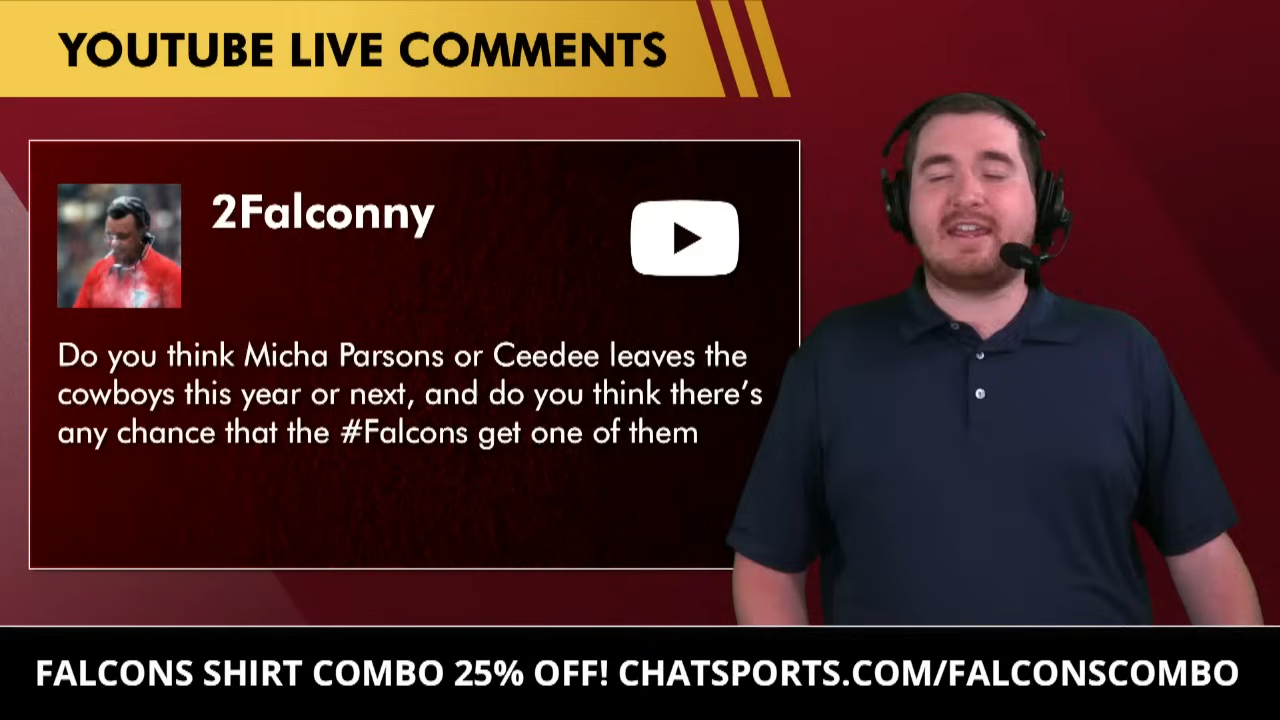 YOUTUBE LIVE COMMENTS
2Falconny
Do you think Micha Parsons or Ceedee leaves the
cowboys this year or next, and do you think there's
any chance that the #Falcons get one of them
FALCONS SHIRT COMBO 25% OFF! CHATSPORTS.COM/FALCONSCOMBO